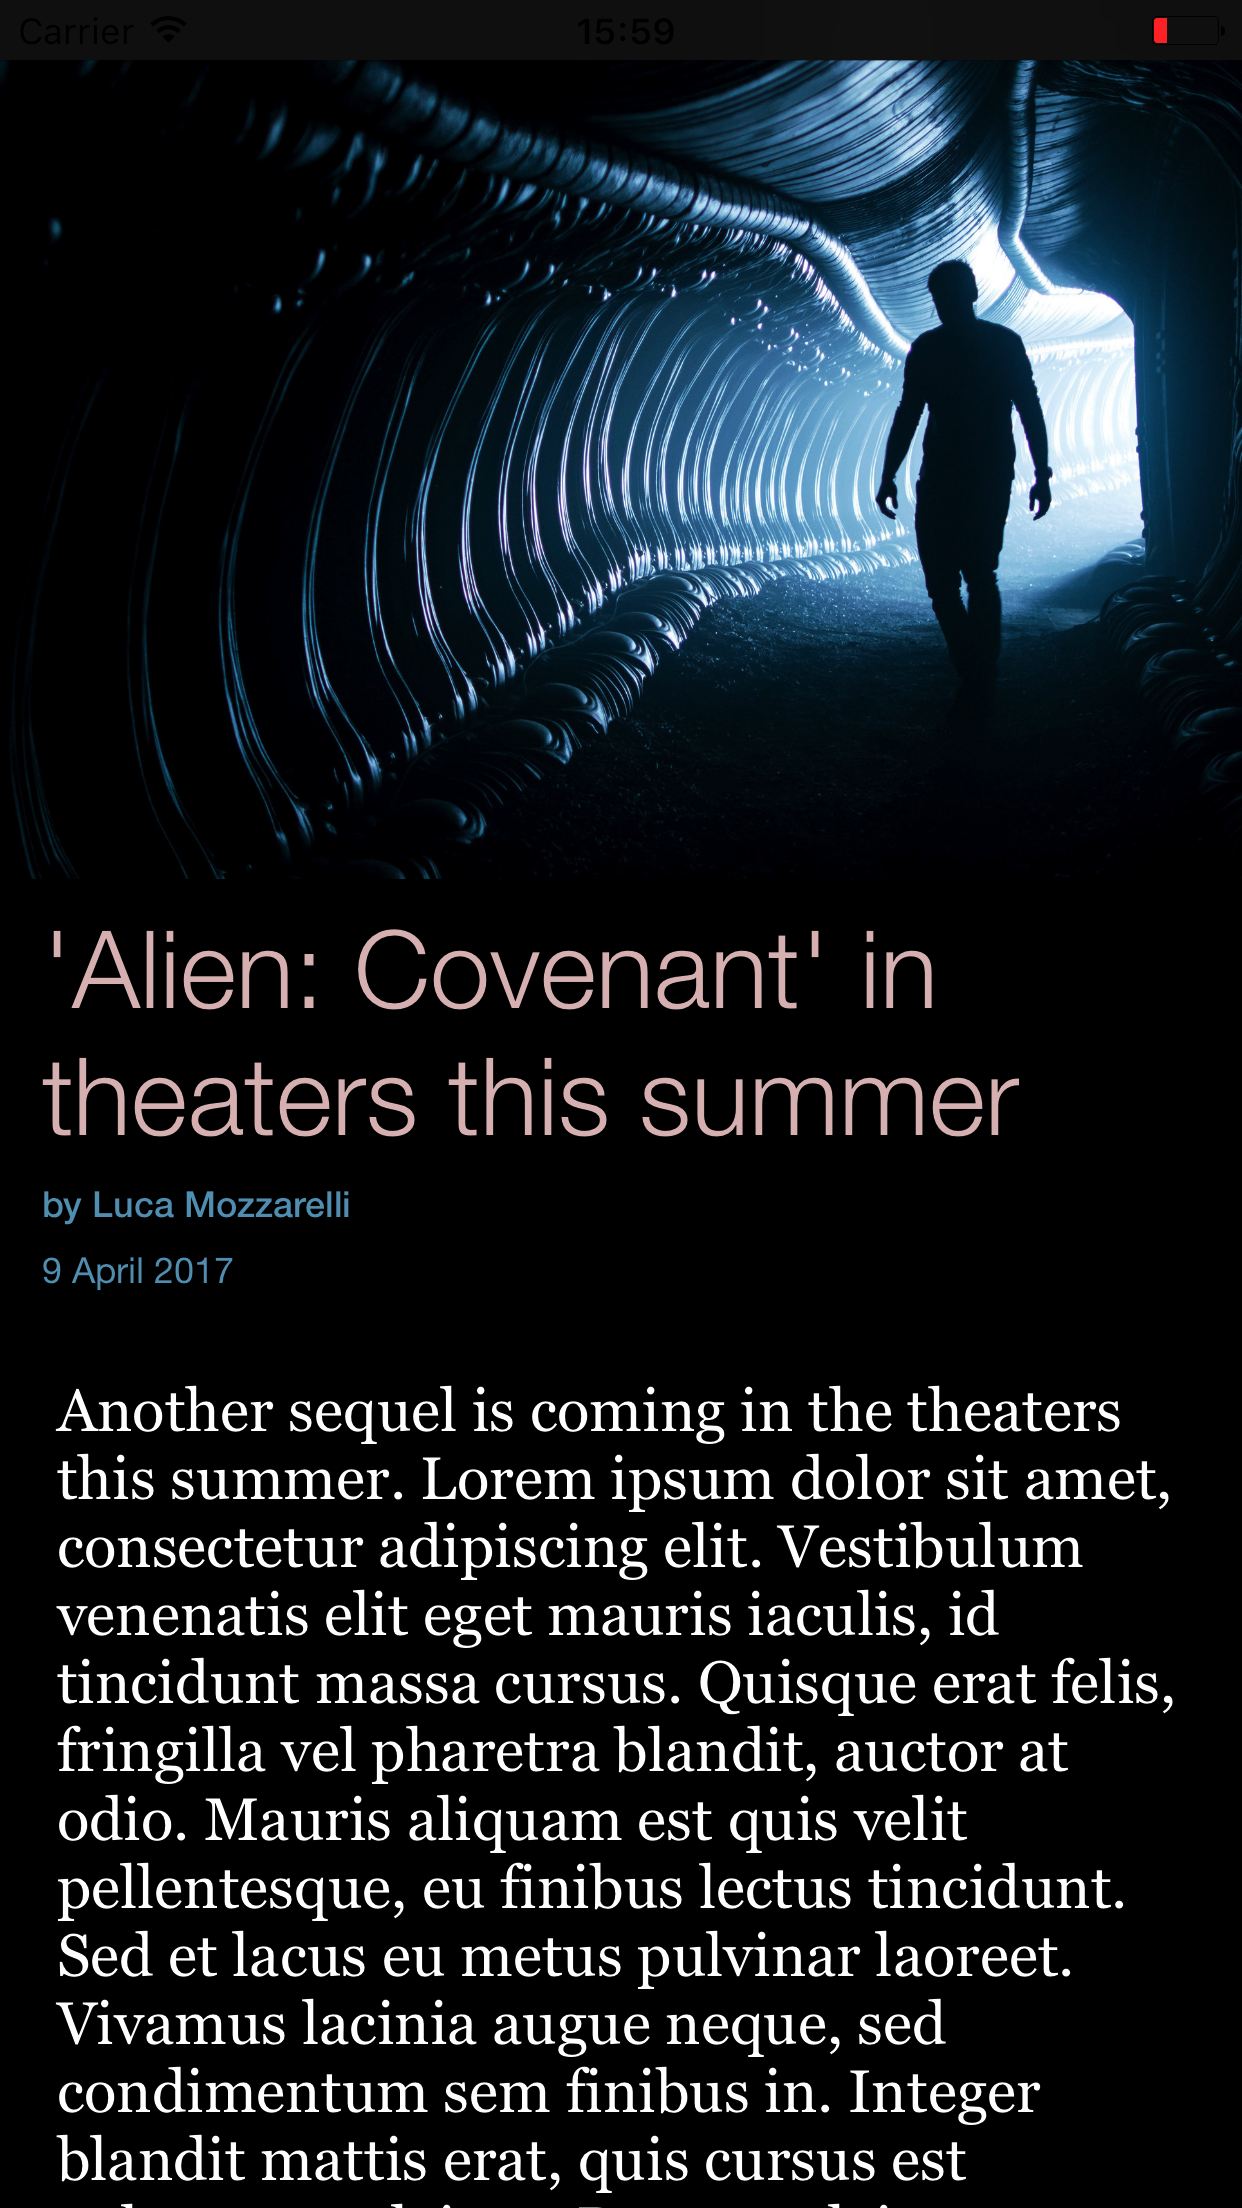 Carrier
15:59
'Alien: Covenant' in
theaters this summer
by Luca Mozzarelli
9 April 2017
Another sequel is coming in the theaters
this summer. Lorem ipsum dolor sit amet,
consectetur adipiscing elit. Vestibulum
venenatis elit eget mauris iaculis, id
tincidunt massa cursus. Quisque erat felis,
fringilla vel pharetra blandit, auctor at
odio. Mauris aliquam est quis velit
pellentesque, eu finibus lectus tincidunt.
Sed et lacus eu metus pulvinar laoreet.
Vivamus lacinia augue neque, sed
condimentum sem finibus in. Integer
blandit mattis erat, quis cursus est